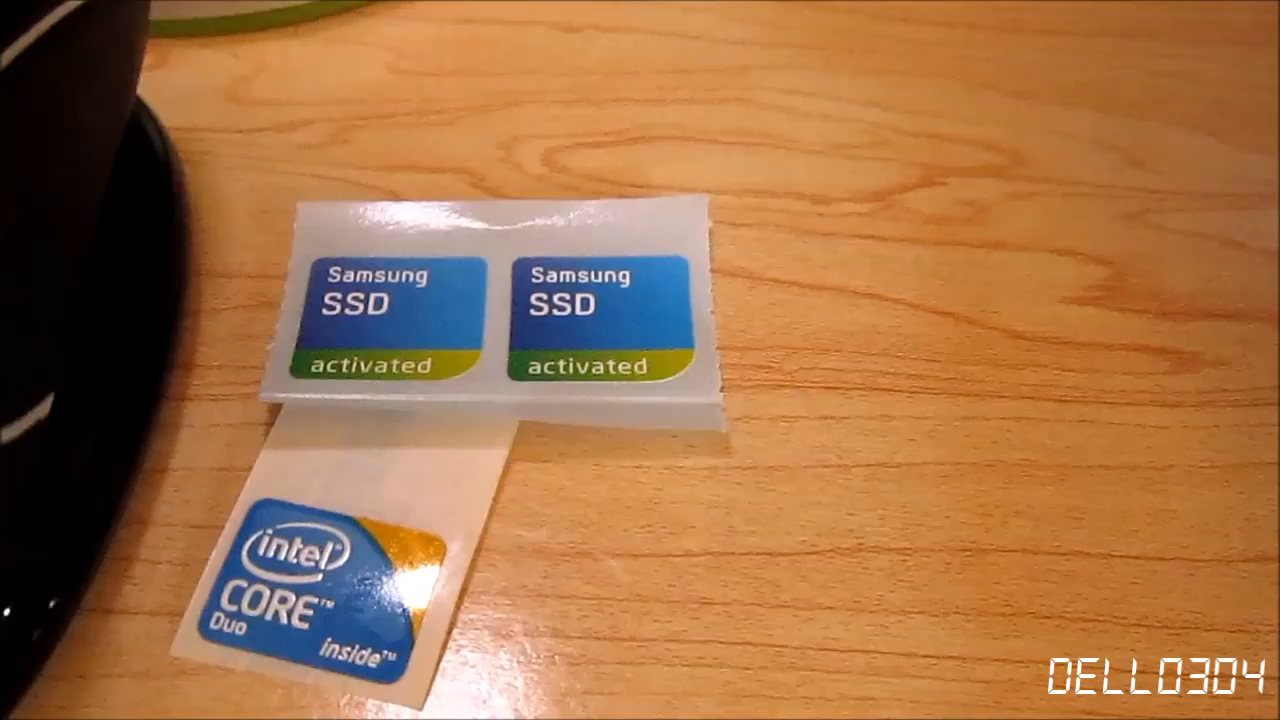 Samsung
SSD
activated
Samsung
SSD
activated
intel
CORE™
Duo
inside™
DELL0304